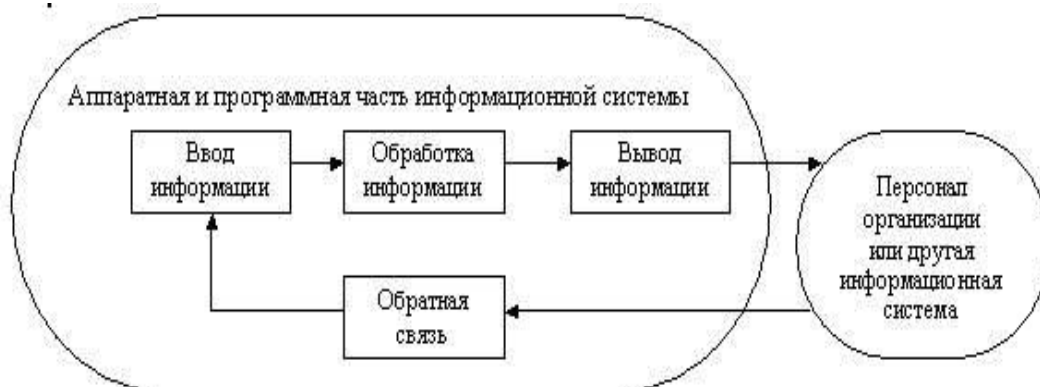 Аппаратная и программная часть информационной системы
Ввод
информации
Обработка
информации
Вывод
информации
Персонал
организации
или другая
информационная
система
Обратная
связь